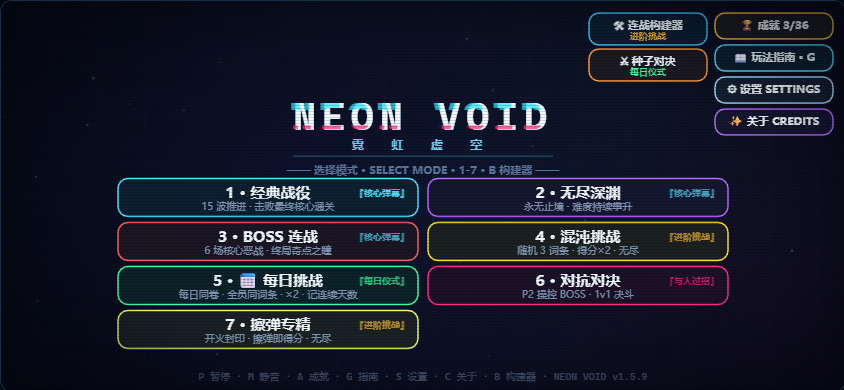 🛠 连战构建器
进阶挑战
🏆 成就 3/36
⚔ 种子对决
每日仪式
📖 玩法指南 · G
⚙ 设置 SETTINGS
✨ 关于 CREDITS
NEON VOID
霓虹虚空
选择模式 · SELECT MODE · 1-7 · B 构建器
1 · 经典战役
『核心弹幕』
15 波推进 · 击败最终核心通关
2 · 无尽深渊
『核心弹幕』
永无止境 · 难度持续攀升
3 · BOSS 连战
『核心弹幕』
6 场核心恶战 · 终局奇点之瞳
4 · 混沌挑战
『进阶挑战』
随机 3 词条 · 得分×2 · 无尽
5 · 📅 每日挑战
『每日仪式』
每日同卷 · 全员同词条 · ×2 · 记连续天数
6 · 对抗对决
『与人过招』
P2 操控 BOSS · 1v1 决斗
7 · 擦弹专精
『进阶挑战』
开火封印 · 擦弹即得分 · 无尽
P 暂停 · M 静音 · A 成就 · G 指南 · S 设置 · C 关于 · B 构建器 · NEON VOID v1.5.9